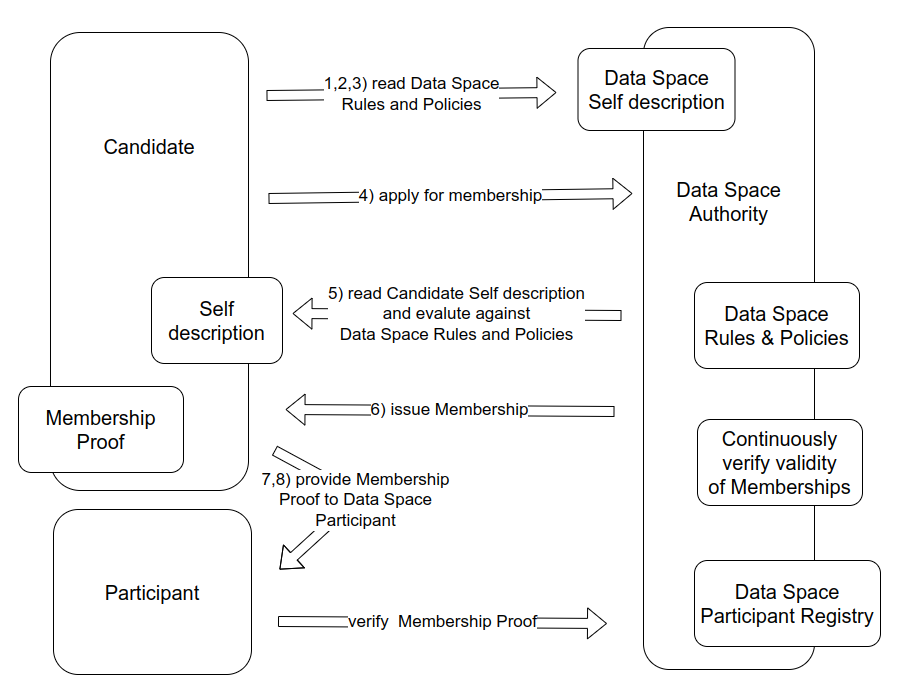 1,2,3) read Data Space
Rules and Policies
Data Space
Self description
Candidate
4) apply for membership
Data Space
Authority
5) read Candidate Self description
and evalute against
Data Space Rules and Policies
Self
description
Data Space
Rules & Policies
6) issue Membership
Membership
Proof
Continuously
verify validity
of Memberships
7,8) provide Membership
Proof to Data Space
Participant
Participant
verify  Membership Proof
Data Space
Participant Registry